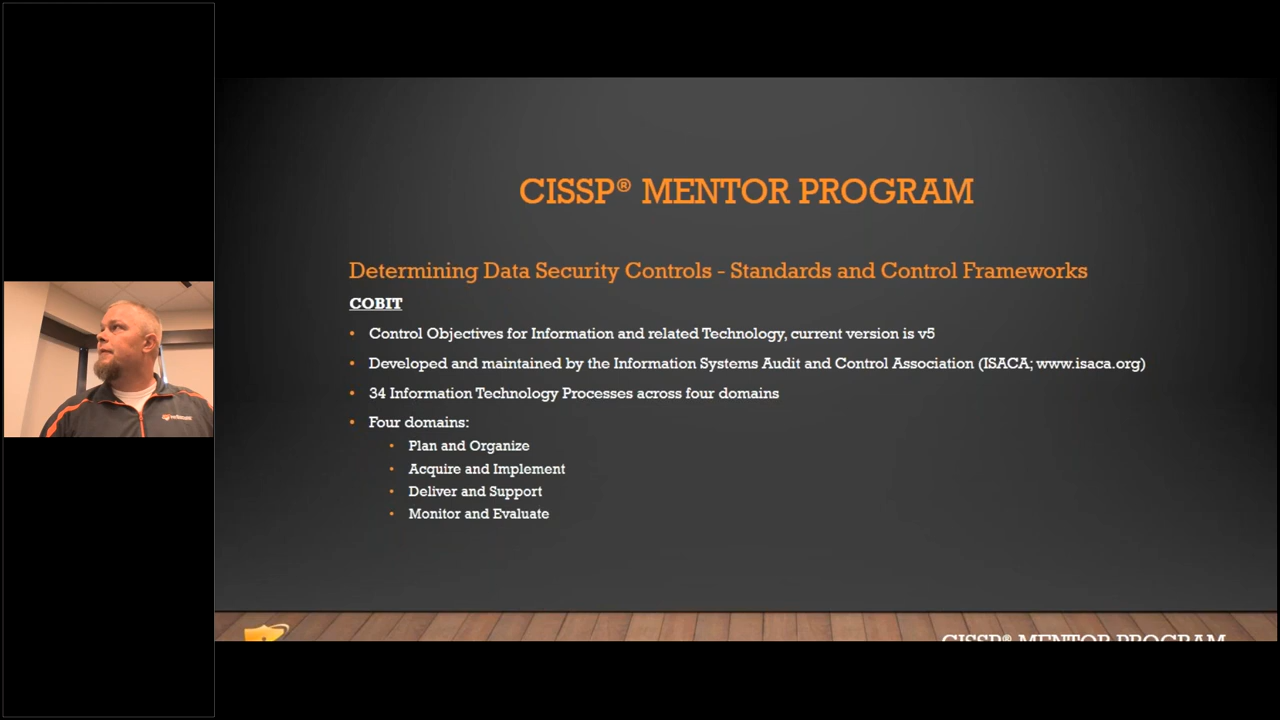 CISSP® MENTOR PROGRAM
Determining Data Security Controls - Standards and Control Frameworks
COBIT
• Control Objectives for Information and related Technology, current version is v5
• Developed and maintained by the Information Systems Audit and Control Association (ISACA; www.isaca.org)
• 34 Information Technology Processes across four domains
• Four domains:
• Plan and Organize
• Acquire and Implement
• Deliver and Support
• Monitor and Evaluate
CISSP® MENTOR PROGRAM